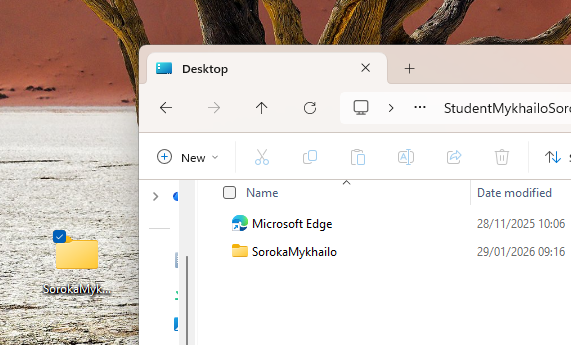 Desktop
StudentMykhailoSoro
New
Name
Date modified
Microsoft Edge
28/11/2025 10:06
SorokaMykhailo
29/01/2026 09:16
SorokaMyk...